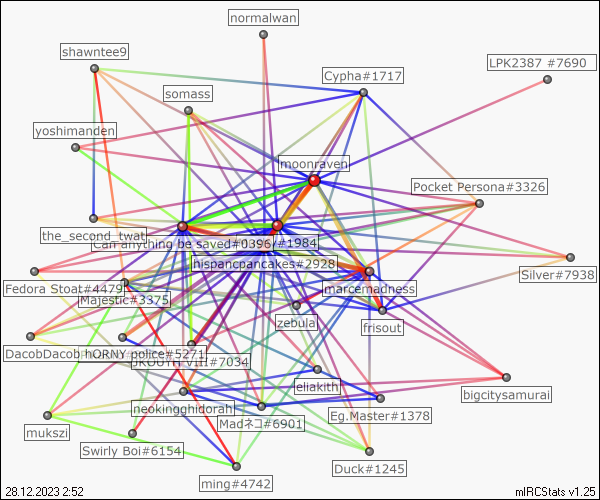 normalwan
shawntee9
LPK2387 #7690
Cypha#1717
somass
yoshimanden
moonraven
Pocket Persona#3326
the_second_twat
Can anything be saved#0396
#1984
hispancpancakes#2928
Silver#7938
Fedora Stoat#4479
Majestic#3375
marcemadness
zebula
frisout
DacobDacob
hORNY police#5271
#7034
eliakith
bigcitysamurai
neokingghidorah
Madネコ#6901
Eg.Master#1378
mukszi
Swirly Boi#6154
Duck#1245
ming#4742
28.12.2023 2:52
mIRCStats v1.25